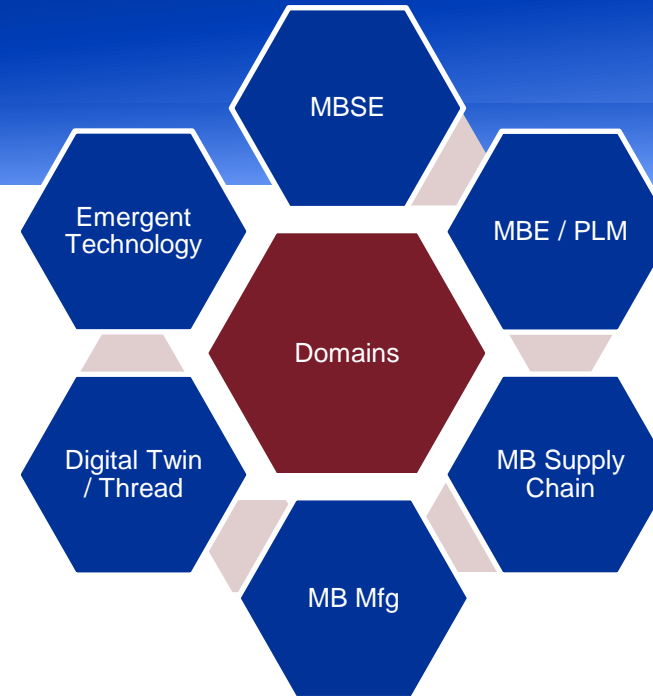 MBSE
Emergent
Technology
MBE / PLM
Domains
Digital Twin
/ Thread
MB Supply
Chain
MB Mfg